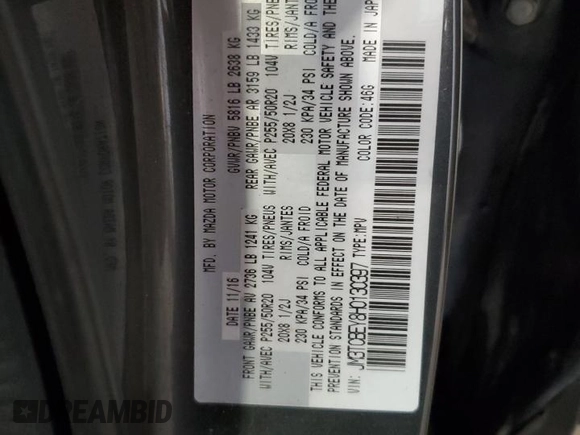 MFD. BY MAZDA MOTOR CORPORATION
DATE: 11/16 GVWR/PNBV 5816 LB 2638 KG
FRONT GAWR/PNBE AV 2736 LB 1241 KG REAR GAWR/PNBE AR 3159 LB 1433 KG
WITH/AVEC P255/50R20 104V TIRES/PNEUS WITH/AVEC P255/50R20 104V TIRES/PNE
20X8 1/2J RIMS/JANTES 20X8 1/2J RIMS/JANTES
230 KPA/34 PSI COLD/A FROID 230 KPA/34 PSI COLD/A FROI
THIS VEHICLE CONFORMS TO ALL APPLICABLE FEDERAL MOTOR VEHICLE SAFETY AND THE
PREVENTION STANDARDS IN EFFECT ON THE DATE OF MANUFACTURE SHOWN ABOVE.
VIN: JM3TCBEY8H0130397 TYPE:MPV COLOR CODE:46G MADE IN JAP
DREAMBID